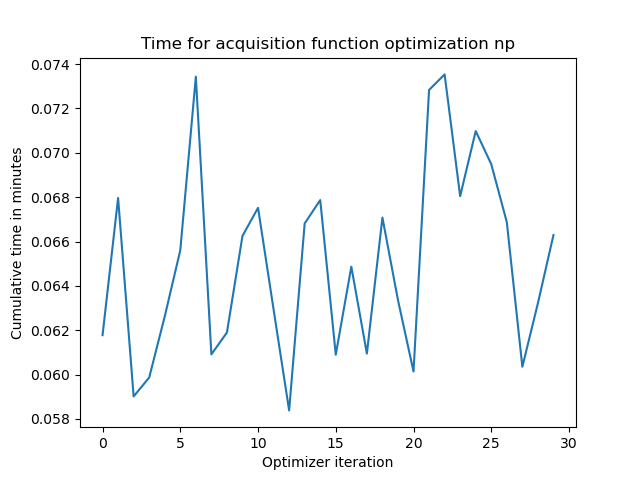 Time for acquisition function optimization np
0.074
0.072
0.070
0.068
0.066
0.064
0.062
0.060
0.058
Cumulative time in minutes
0 5 10 15 20 25 30
Optimizer iteration